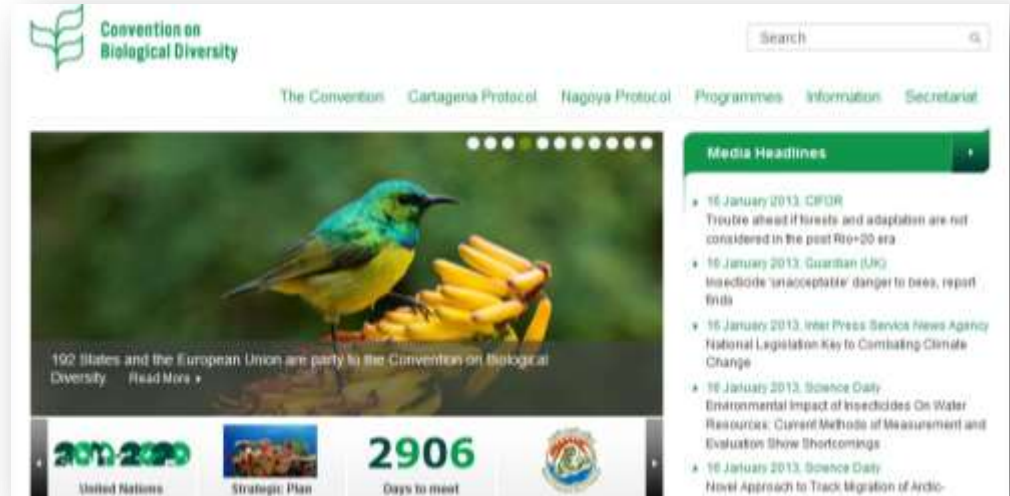 Convention on
Biological Diversity
Search
The Convention Cartagena Protocol Nagoya Protocol Programmes Information Secretariat
192 States and the European Union are party to the Convention on Biological
Diversity Read More
2011-2020
United Nations
Strategic Plan
2906
Days to meet
Media Headlines
16 January 2013, CIFOR
Trouble ahead if forests and adaptation are not
considered in the post Rio+20 era
16 January 2013, Guardian (UK)
Insecticide 'unacceptable' danger to bees, report
finds
16 January 2013, Inter Press Service News Agency
National Legislation Key to Combating Climate
Change
16 January 2013, Science Daily
Environmental Impact of Insecticides On Water
Resources: Current Methods of Measurement and
Evaluation Show Shortcomings
16 January 2013, Science Daily
Novel Approach to Track Migration of Arctic-